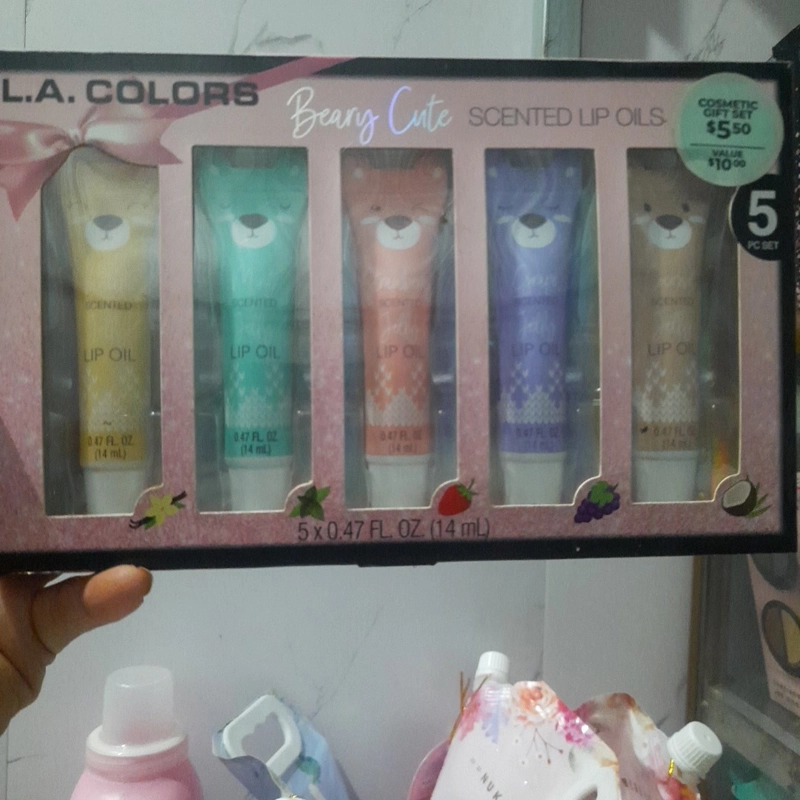 L.A. COLORS
Beary Cute SCENTED LIP OILS
COSMETIC
GIFT SET
$5.50
VALUE
$10.00
5
PC SET
SCENTED
LIP OIL
0.47 FL. OZ.
(14 mL)
SCENTED
LIP OIL
0.47 FL. OZ.
(14 mL)
SCENTED
LIP OIL
0.47 FL. OZ.
(14 mL)
SCENTED
LIP OIL
0.47 FL. OZ.
(14 mL)
SCENTED
LIP OIL
0.47 FL. OZ.
(14 mL)
5 x 0.47 FL. OZ. (14 mL)